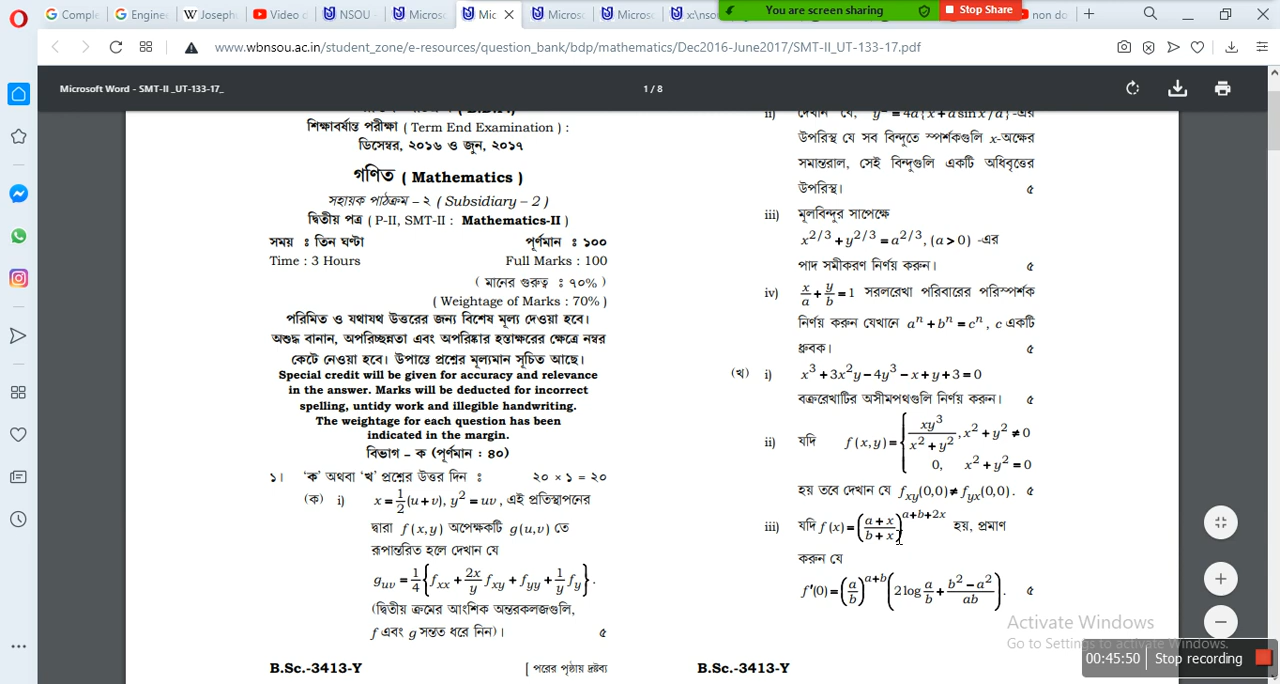 Comple
Engine
Joseph
Video c
NSOU
Micros
Mic
Micros
Micros
x:\nso
You are screen sharing
Stop Share
non do
www.wbnsou.ac.in/student_zone/e-resources/question_bank/bdp/mathematics/Dec2016-June2017/SMT-II_UT-133-17.pdf
Microsoft Word - SMT-II _UT-133-17_
1 / 8
শিক্ষাবর্ষান্ত পরীক্ষা ( Term End Examination ) :
ডিসেম্বর, ২০১৬ ও জুন, ২০১৭
গণিত ( Mathematics )
সহায়ক পাঠক্রম – ২ ( Subsidiary – 2 )
দ্বিতীয় পত্র ( P-II, SMT-II : Mathematics-II )
সময় ঃ তিন ঘণ্টা পূর্ণমান ঃ ১০০
Time : 3 Hours Full Marks : 100
( মানের গুরুত্ব ঃ ৭০% )
( Weightage of Marks : 70% )
পরিমিত ও যথাযথ উত্তরের জন্য বিশেষ মূল্য দেওয়া হবে।
অশুদ্ধ বানান, অপরিচ্ছন্নতা এবং অপরিষ্কার হস্তাক্ষরের ক্ষেত্রে নম্বর
কেটে নেওয়া হবে। উপান্তে প্রশ্নের মূল্যমান সূচিত আছে।
Special credit will be given for accuracy and relevance
in the answer. Marks will be deducted for incorrect
spelling, untidy work and illegible handwriting.
The weightage for each question has been
indicated in the margin.
বিভাগ – ক (পূর্ণমান : ৪০)
১। 'ক' অথবা 'খ' প্রশ্নের উত্তর দিন ঃ ২০ × ১ = ২০
(ক) i) x = 1/2 (u + v), y² = uv, এই প্রতিস্থাপনের
দ্বারা f (x, y) অপেক্ষকটি g (u, v) তে
রূপান্তরিত হলে দেখান যে
g_uv = 1/4 { f_xx + 2x/y f_xy + f_yy + 1/y f_y }.
(দ্বিতীয় ক্রমের আংশিক অন্তরকলজগুলি,
f এবং g সন্তত ধরে নিন)। ৫
B.Sc.-3413-Y [ পরের পৃষ্ঠায় দ্রষ্টব্য
ii) দেখান যে, y² = 4a{x + a sin x / a} -এর
উপরিস্থ যে সব বিন্দুতে স্পর্শকগুলি x-অক্ষের
সমান্তরাল, সেই বিন্দুগুলি একটি অধিবৃত্তের
উপরিস্থ। ৫
iii) মূলবিন্দুর সাপেক্ষে
x^{2/3} + y^{2/3} = a^{2/3}, (a > 0) -এর
পাদ সমীকরণ নির্ণয় করুন। ৫
iv) x/a + y/b = 1 সরলরেখা পরিবারের পরিস্পর্শক
নির্ণয় করুন যেখানে aⁿ + bⁿ = cⁿ, c একটি
ধ্রুবক। ৫
(খ) i) x³ + 3x²y – 4y³ – x + y + 3 = 0
বক্ররেখাটির অসীমপথগুলি নির্ণয় করুন। ৫
ii) যদি f (x, y) = { xy³/(x² + y²), x² + y² ≠ 0
0, x² + y² = 0
হয় তবে দেখান যে f_xy(0,0) ≠ f_yx(0,0). ৫
iii) যদি f (x) = ((a + x)/(b + x))^{a+b+2x} হয়, প্রমাণ
করুন যে
f'(0) = (a/b)^{a+b} (2 log a/b + (b² – a²)/ab). ৫
B.Sc.-3413-Y
Activate Windows
Go to Settings to activate Windows.
00:45:50 Stop recording